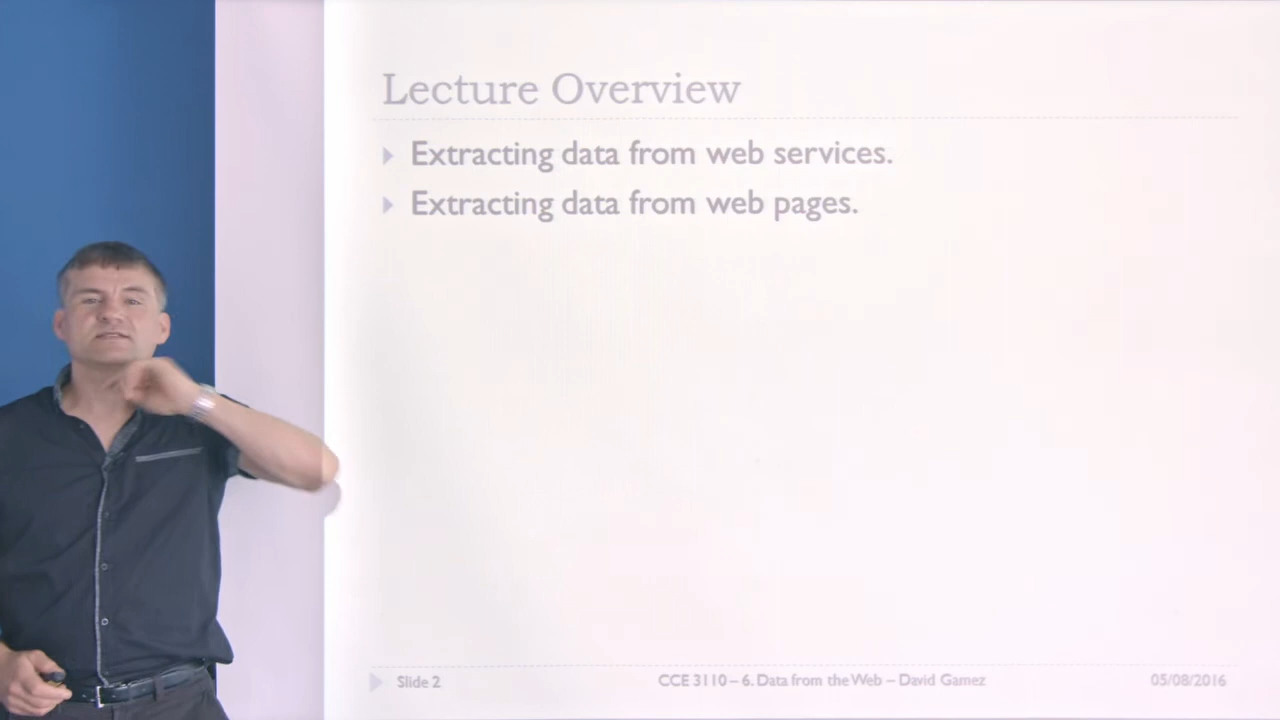 Lecture Overview
Extracting data from web services.
Extracting data from web pages.
Slide 2
CCE 3110 – 6. Data from the Web – David Gamez
05/08/2016